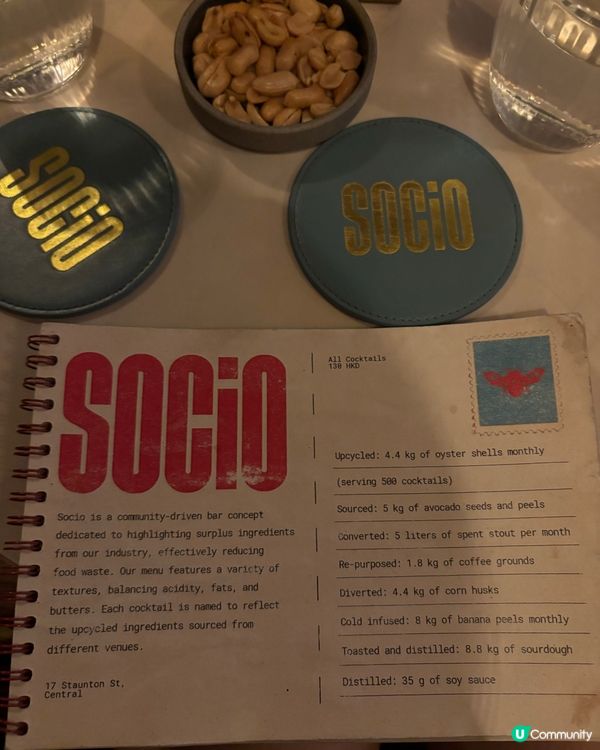 SOCiO
SOCiO
SOCiO
Socio is a community-driven bar concept
dedicated to highlighting surplus ingredients
from our industry, effectively reducing
food waste. Our menu features a variety of
textures, balancing acidity, fats, and
butters. Each cocktail is named to reflect
the upcycled ingredients sourced from
different venues.
17 Staunton St,
Central
All Cocktails
130 HKD
Upcycled: 4.4 kg of oyster shells monthly
(serving 500 cocktails)
Sourced: 5 kg of avocado seeds and peels
Converted: 5 liters of spent stout per month
Re-purposed: 1.8 kg of coffee grounds
Diverted: 4.4 kg of corn husks
Cold infused: 8 kg of banana peels monthly
Toasted and distilled: 8.8 kg of sourdough
Distilled: 35 g of soy sauce
U Community